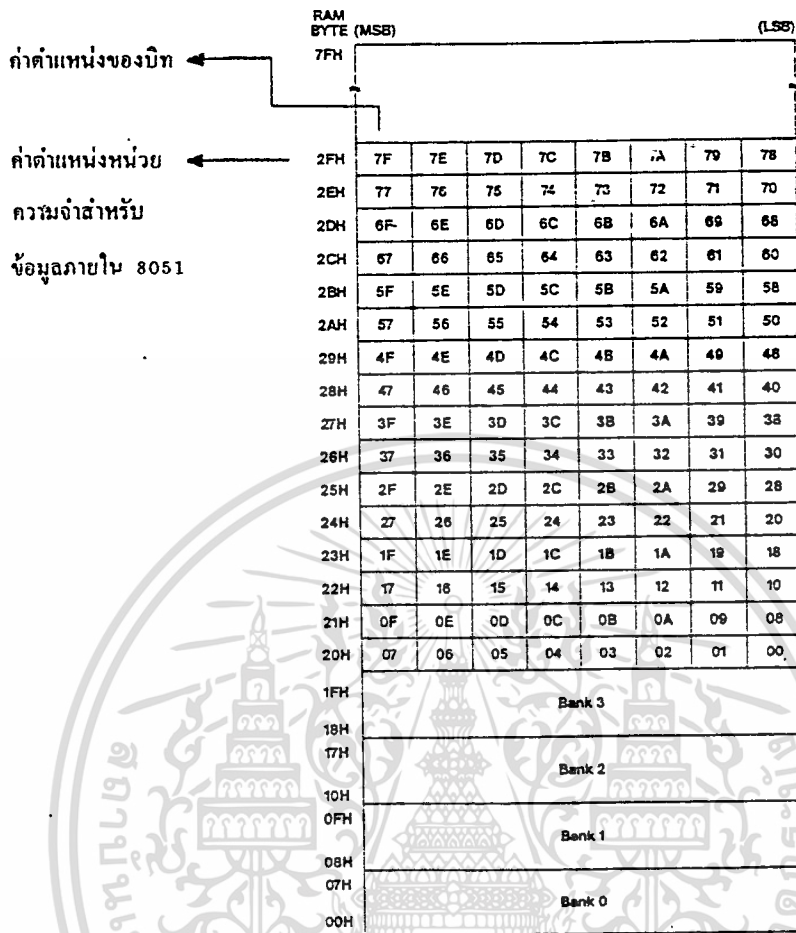 RAM
BYTE (MSB) (LSB)
7FH
ค่าตำแหน่งของบิท
ค่าตำแหน่งหน่วย
ความจำสำหรับ
ข้อมูลภายใน 8051
2FH 7F 7E 7D 7C 7B 7A 79 78
2EH 77 76 75 74 73 72 71 70
2DH 6F 6E 6D 6C 6B 6A 69 68
2CH 67 66 65 64 63 62 61 60
2BH 5F 5E 5D 5C 5B 5A 59 58
2AH 57 56 55 54 53 52 51 50
29H 4F 4E 4D 4C 4B 4A 49 48
28H 47 46 45 44 43 42 41 40
27H 3F 3E 3D 3C 3B 3A 39 38
26H 37 36 35 34 33 32 31 30
25H 2F 2E 2D 2C 2B 2A 29 28
24H 27 26 25 24 23 22 21 20
23H 1F 1E 1D 1C 1B 1A 19 18
22H 17 16 15 14 13 12 11 10
21H 0F 0E 0D 0C 0B 0A 09 08
20H 07 06 05 04 03 02 01 00
1FH
Bank 3
18H
17H
Bank 2
10H
0FH
Bank 1
08H
07H
Bank 0
00H